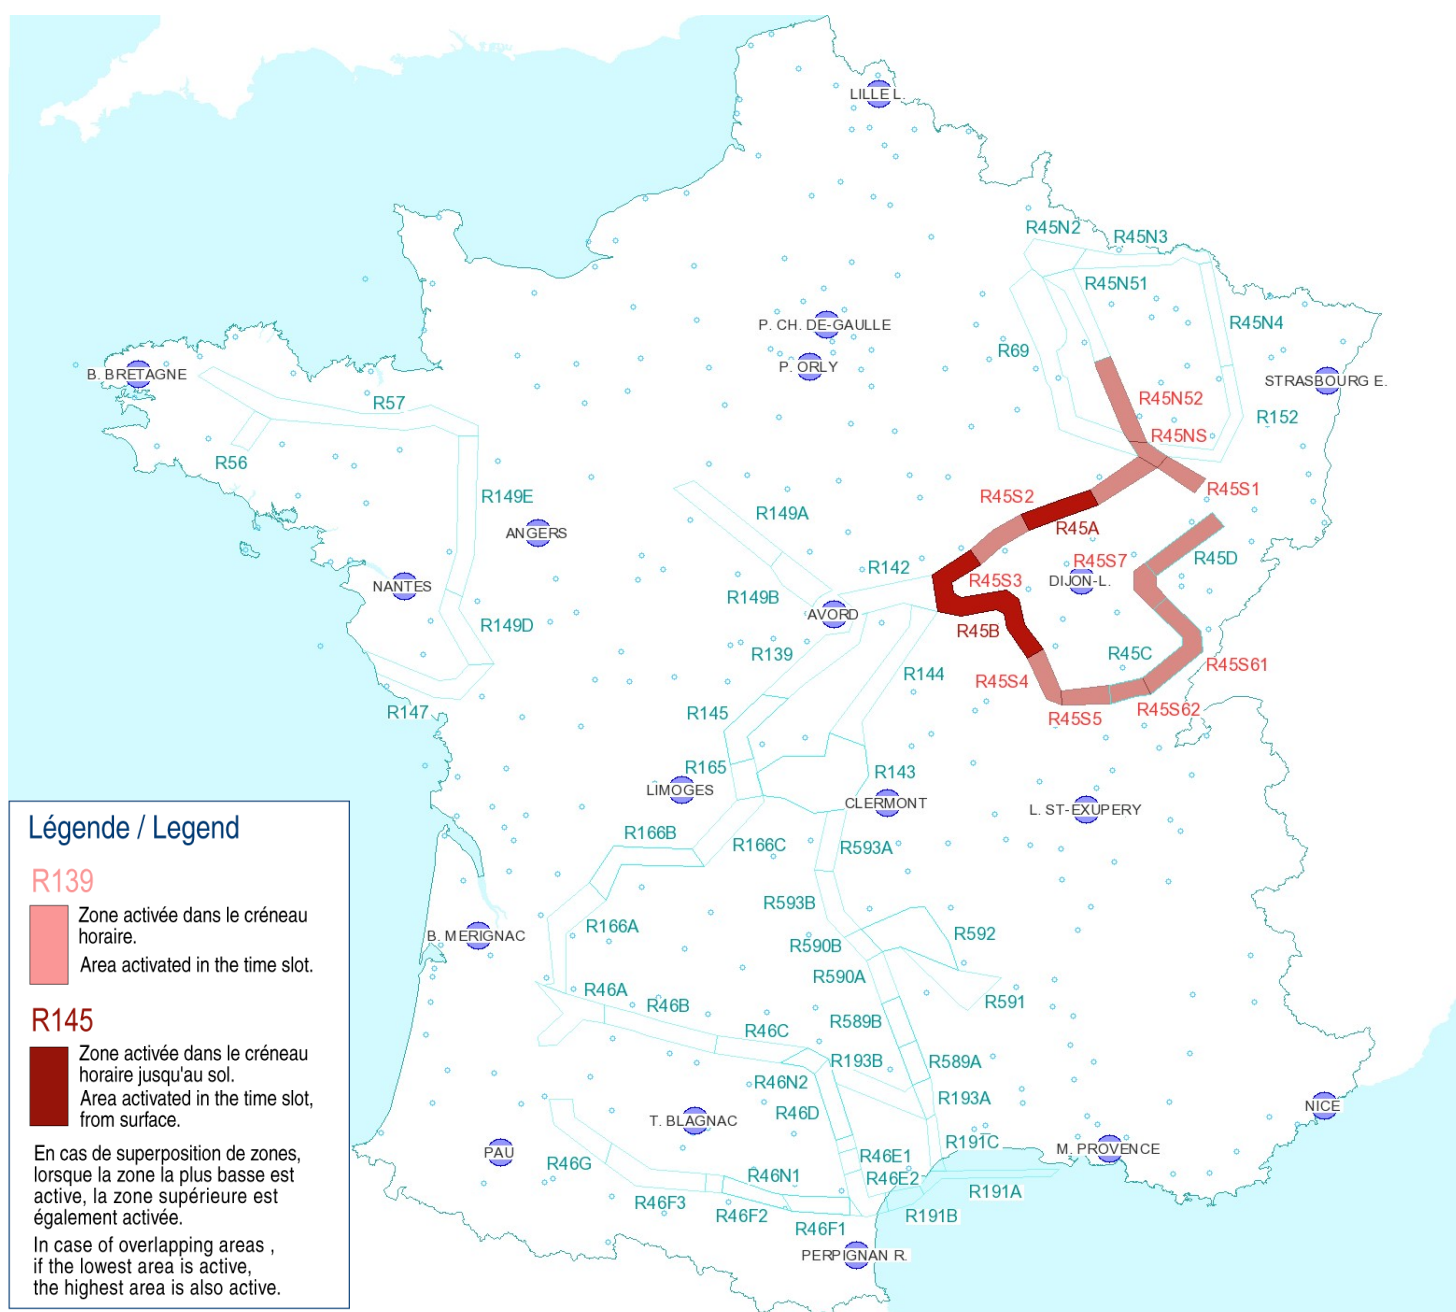 LILLE L.
R45N2
R45N3
R45N51
P. CH. DE-GAULLE
R45N4
R69
P. ORLY
B. BRETAGNE
STRASBOURG E.
R57
R45N52
R152
R45NS
R56
R149E
R45S2
R45S1
R149A
R45A
ANGERS
R45S7
R45D
R142
R45S3
DIJON-L.
NANTES
R149B
AVORD
R149D
R45B
R139
R45C
R45S61
R144
R45S4
R147
R145
R45S5
R45S62
R165
R143
LIMOGES
CLERMONT
L. ST-EXUPERY
R166B
R166C
R593A
R593B
R166A
B. MERIGNAC
R590B
R592
R590A
R46A
R46B
R591
R46C
R589B
R193B
R589A
R46N2
R193A
R46D
T. BLAGNAC
NICE
R191C
PAU
M. PROVENCE
R46E1
R46G
R46N1
R46E2
R191A
R46F3
R46F2
R46F1
R191B
PERPIGNAN R.
Légende / Legend
R139
Zone activée dans le créneau
horaire.
Area activated in the time slot.
R145
Zone activée dans le créneau
horaire jusqu'au sol.
Area activated in the time slot,
from surface.
En cas de superposition de zones,
lorsque la zone la plus basse est
active, la zone supérieure est
également activée.
In case of overlapping areas ,
if the lowest area is active,
the highest area is also active.